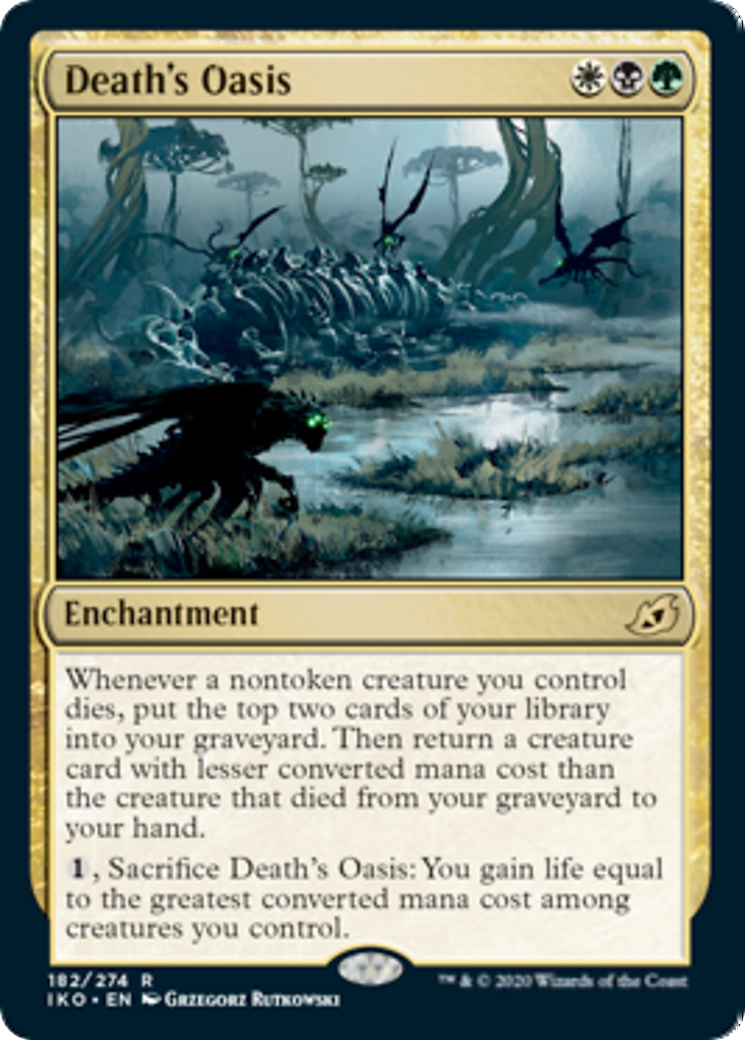 Death's Oasis
Enchantment
Whenever a nontoken creature you control
dies, put the top two cards of your library
into your graveyard. Then return a creature
card with lesser converted mana cost than
the creature that died from your graveyard to
your hand.
1, Sacrifice Death's Oasis: You gain life equal
to the greatest converted mana cost among
creatures you control.
182/274 R
™ & © 2020 Wizards of the Coast
IKO • EN Grzegorz Rutkowski